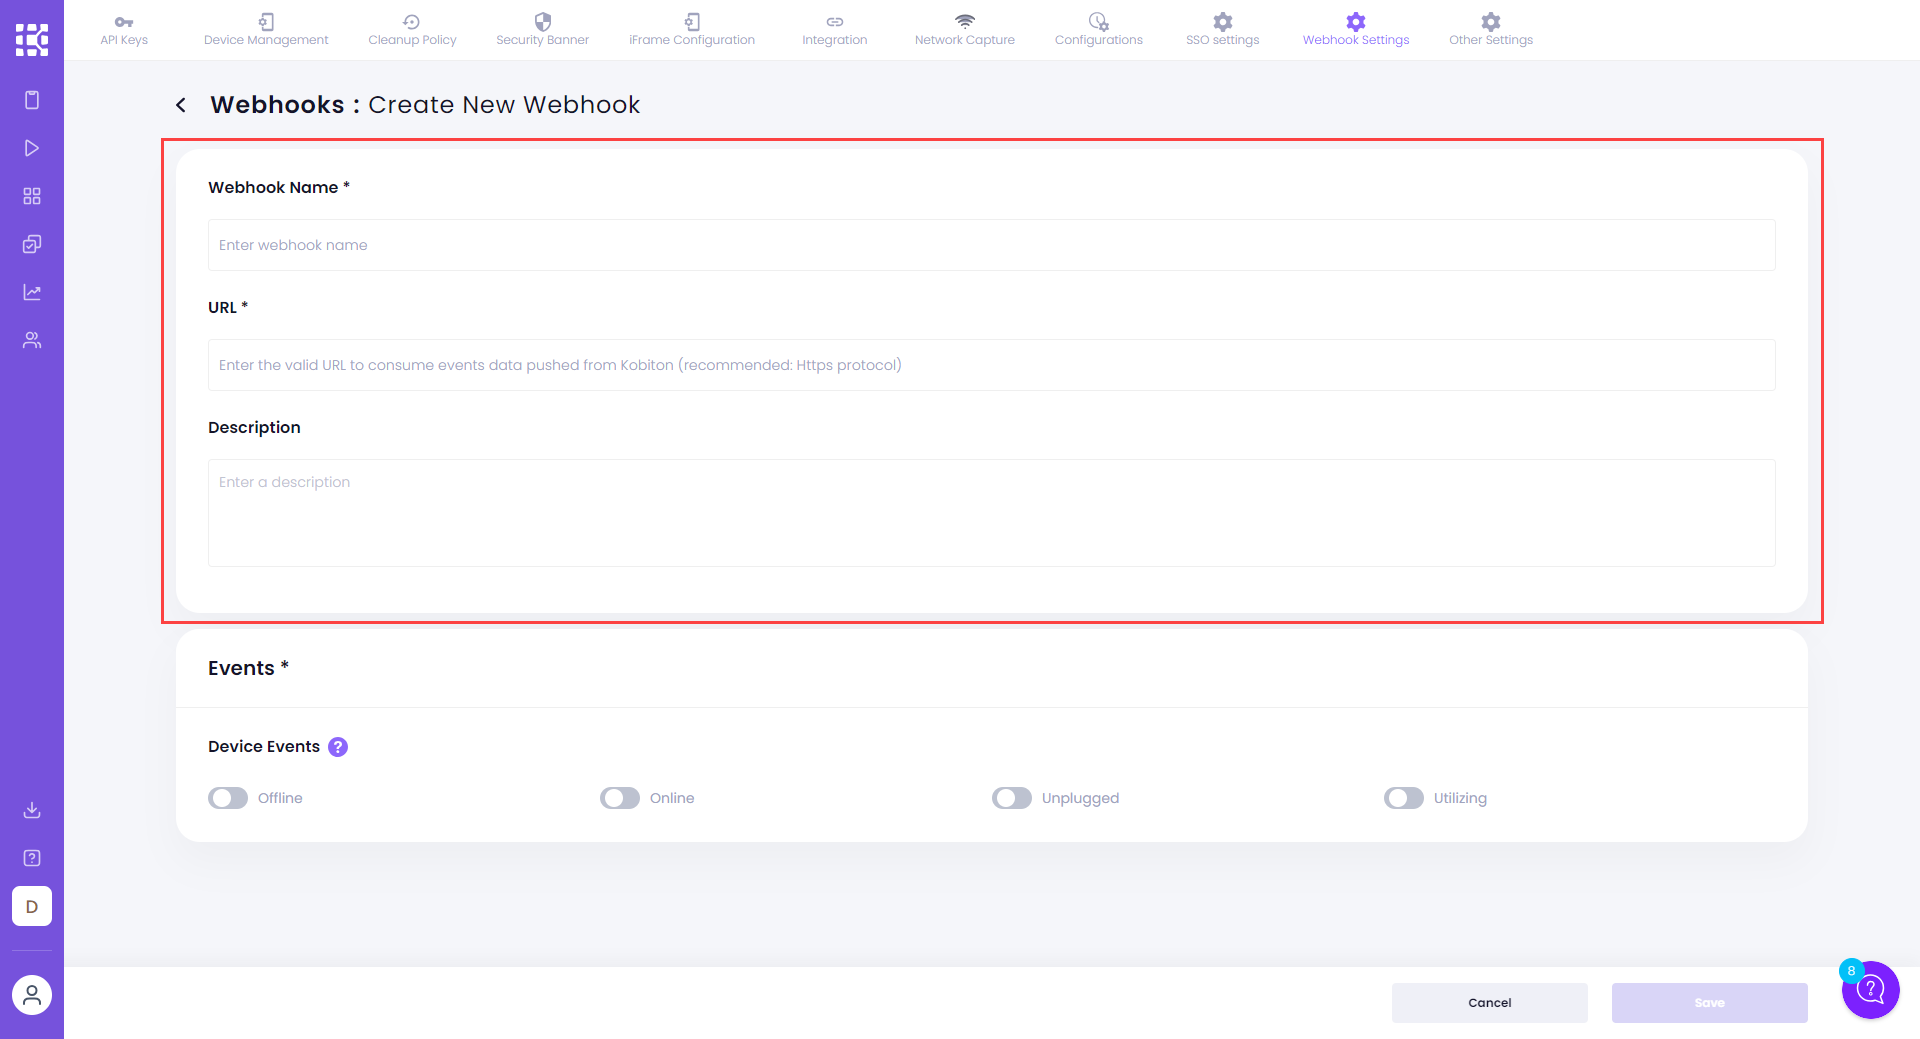 API Keys
Device Management
Cleanup Policy
Security Banner
iFrame Configuration
Integration
Network Capture
Configurations
SSO settings
Webhook Settings
Other Settings
Webhooks : Create New Webhook
Webhook Name *
Enter webhook name
URL *
Enter the valid URL to consume events data pushed from Kobiton (recommended: Https protocol)
Description
Enter a description
Events *
Device Events ?
Offline
Online
Unplugged
Utilizing
D
8
?
Cancel
Save